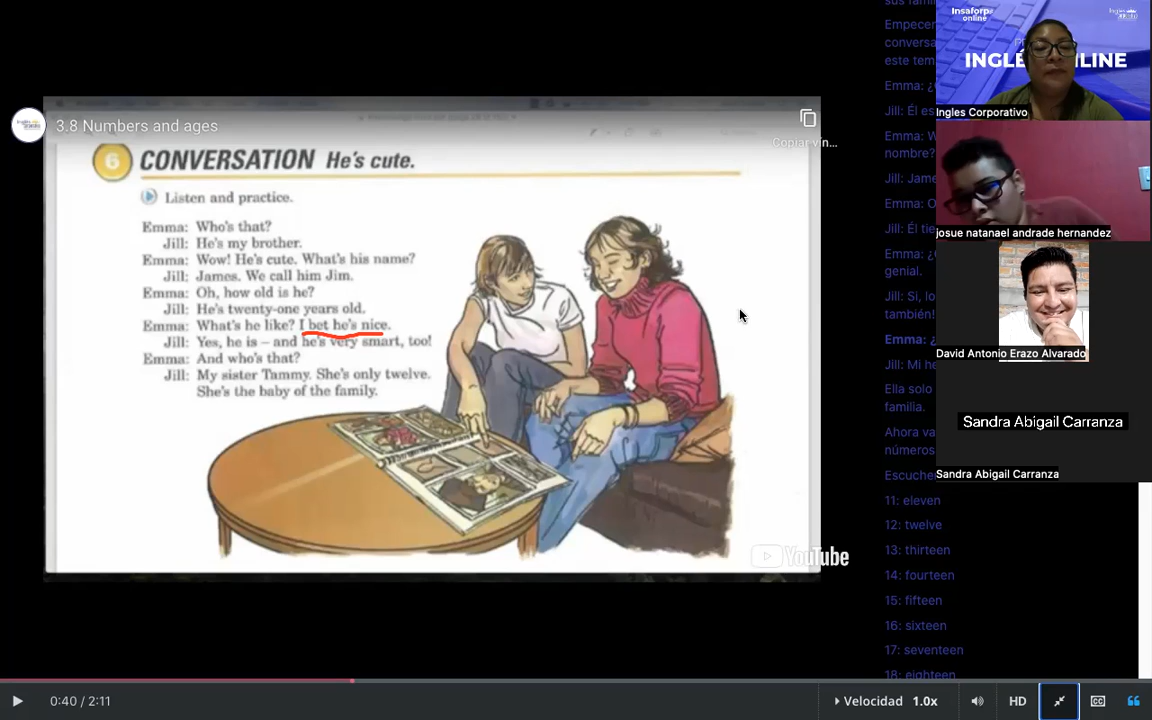 3.8 Numbers and ages
Copiar vín...
6 CONVERSATION He's cute.
Listen and practice.
Emma: Who's that?
Jill: He's my brother.
Emma: Wow! He's cute. What's his name?
Jill: James. We call him Jim.
Emma: Oh, how old is he?
Jill: He's twenty-one years old.
Emma: What's he like? I bet he's nice.
Jill: Yes, he is – and he's very smart, too!
Emma: And who's that?
Jill: My sister Tammy. She's only twelve.
She's the baby of the family.
YouTube
0:40 / 2:11
Velocidad 1.0x
HD
CC
Empecer
conversa
este tem
Emma: ¿
Jill: Él es
Emma: W
nombre?
Jill: Jame
Emma: O
Jill: Él tie
Emma: ¿
genial.
Jill: Si, lo
también!
Emma: ¿
Jill: Mi he
Ella solo
familia.
Ahora va
números
Escuche
11: eleven
12: twelve
13: thirteen
14: fourteen
15: fifteen
16: sixteen
17: seventeen
18: eighteen
Insaforp
online
INGLÉ NLINE
Ingles Corporativo
josue natanael andrade hernandez
David Antonio Erazo Alvarado
Sandra Abigail Carranza
Sandra Abigail Carranza